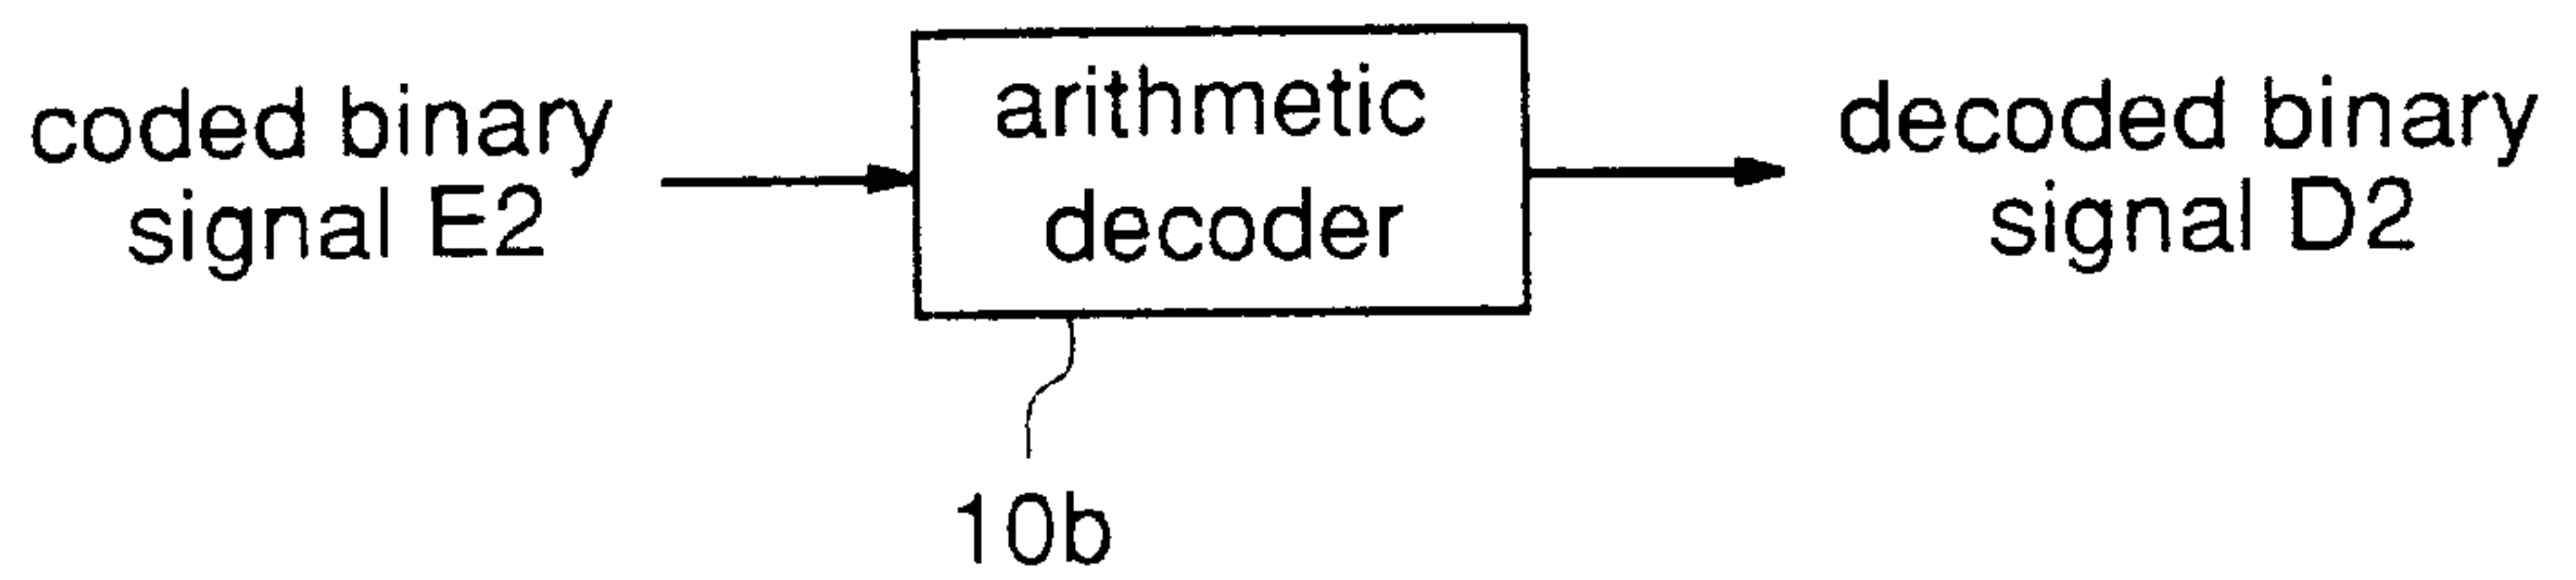 coded binary
signal E2
arithmetic
decoder
decoded binary
signal D2
10b